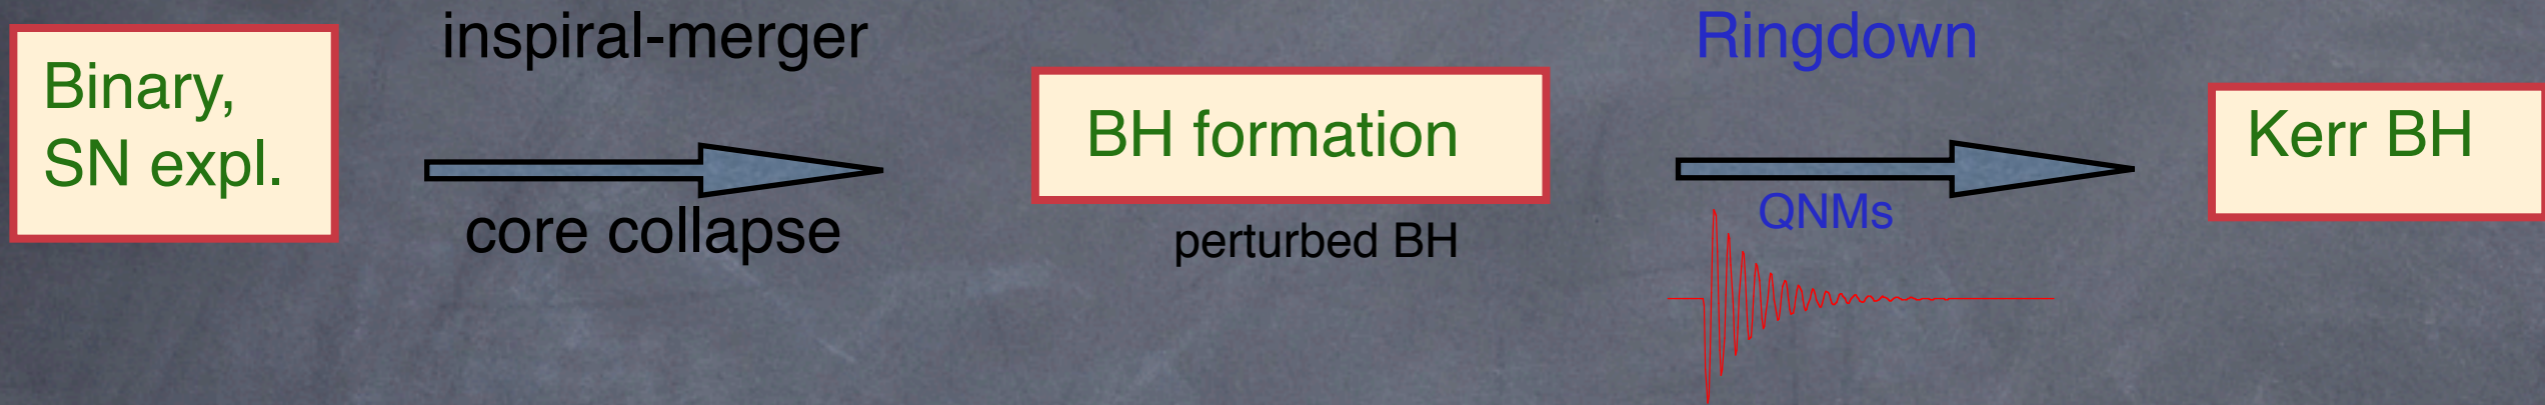 Binary,
SN expl.
inspiral-merger
core collapse
BH formation
perturbed BH
Ringdown
QNMs
Kerr BH